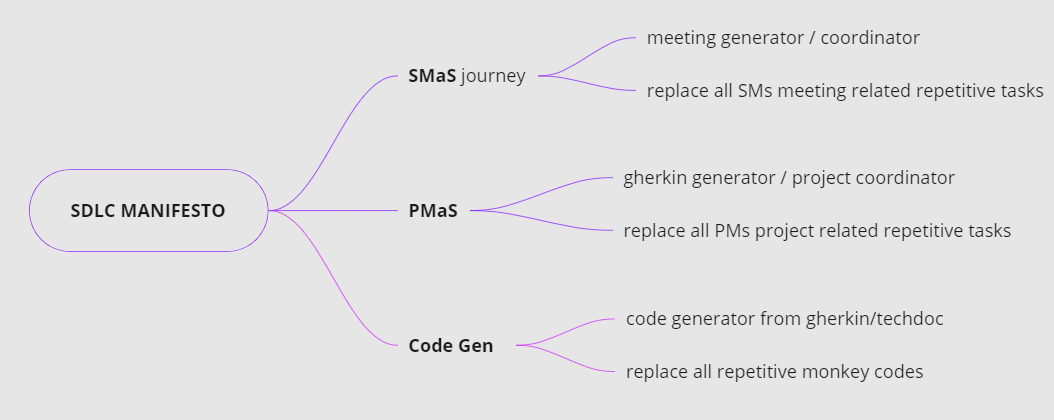 SDLC MANIFESTO
SMaS journey
meeting generator / coordinator
replace all SMs meeting related repetitive tasks
PMaS
gherkin generator / project coordinator
replace all PMs project related repetitive tasks
Code Gen
code generator from gherkin/techdoc
replace all repetitive monkey codes